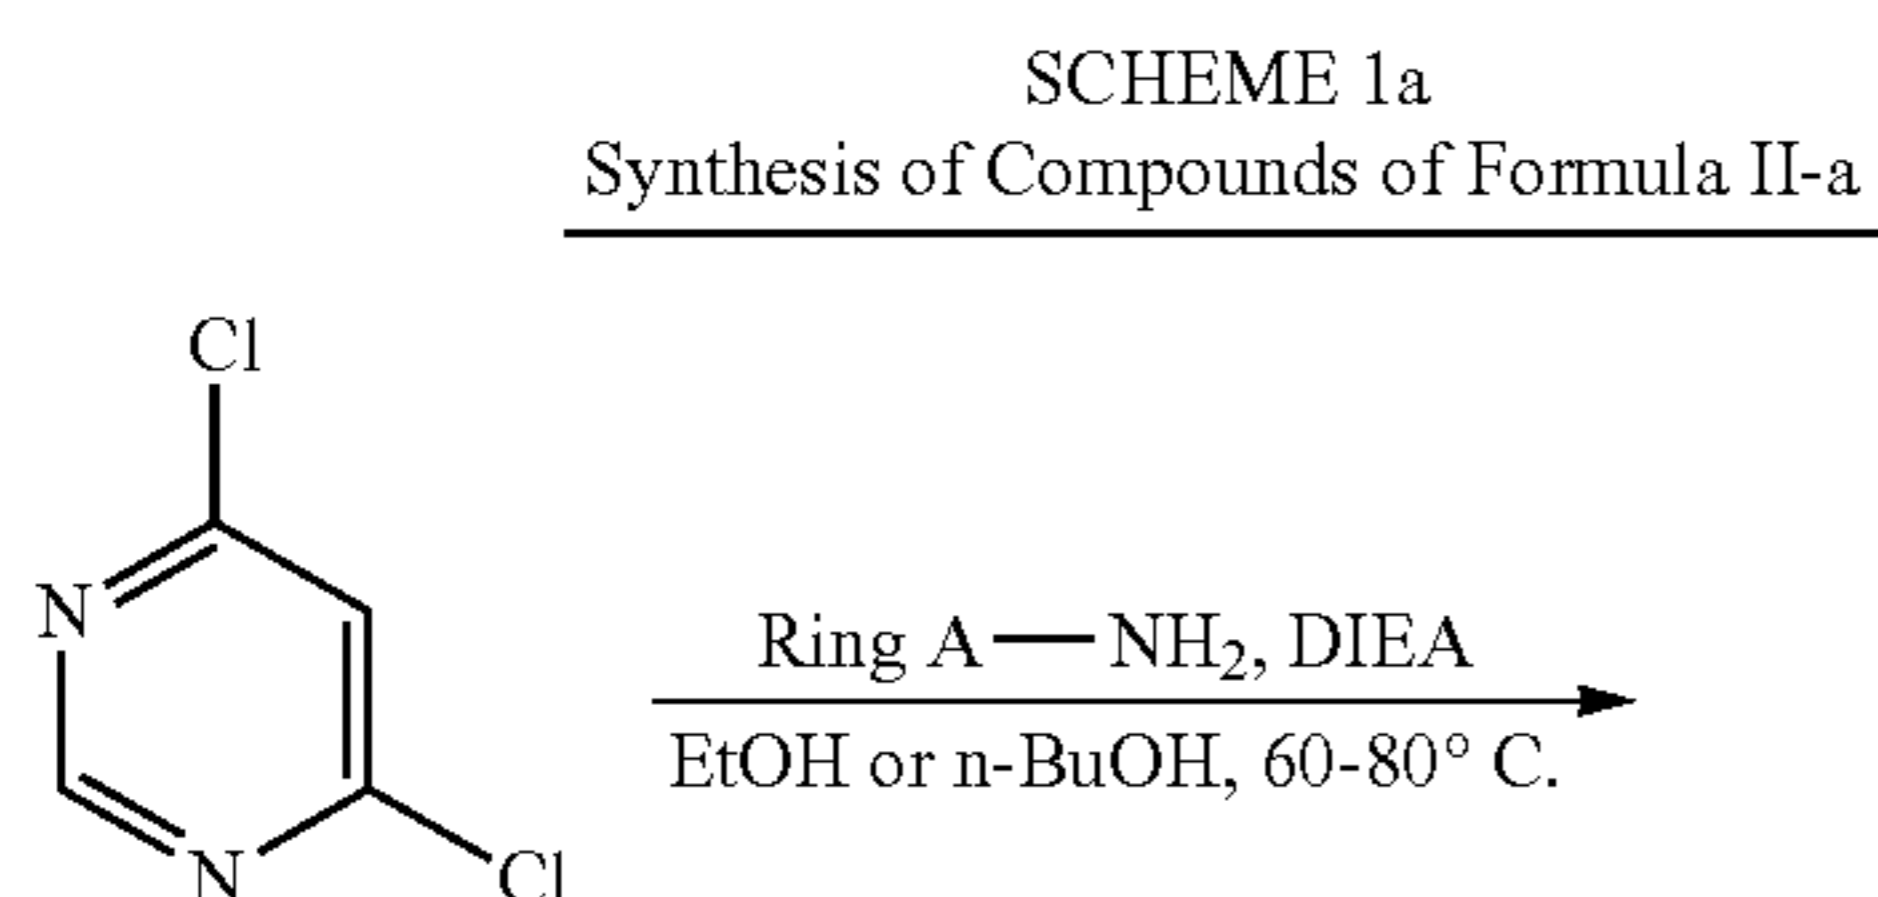 SCHEME 1a
Synthesis of Compounds of Formula II-a
Cl
N
Ring A—NH₂, DIEA
EtOH or n-BuOH, 60-80° C.
N
Cl